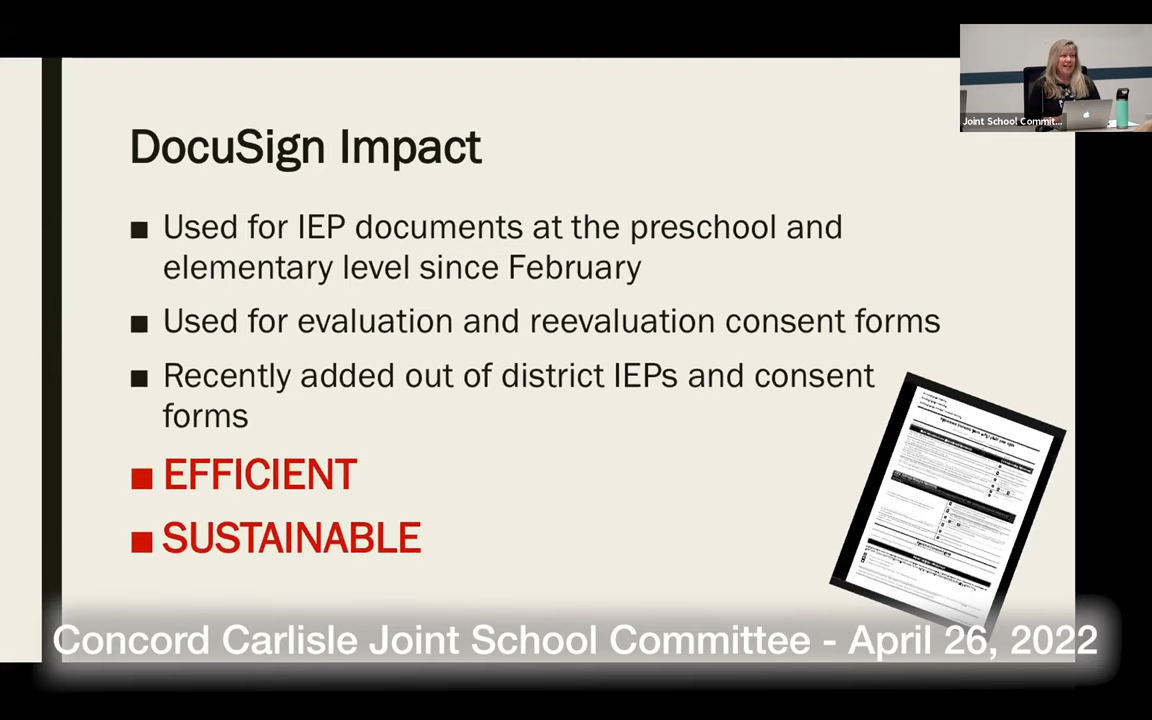 Joint School Commit...
DocuSign Impact
■ Used for IEP documents at the preschool and
elementary level since February
■ Used for evaluation and reevaluation consent forms
■ Recently added out of district IEPs and consent
forms
■ EFFICIENT
■ SUSTAINABLE
Concord Carlisle Joint School Committee - April 26, 2022